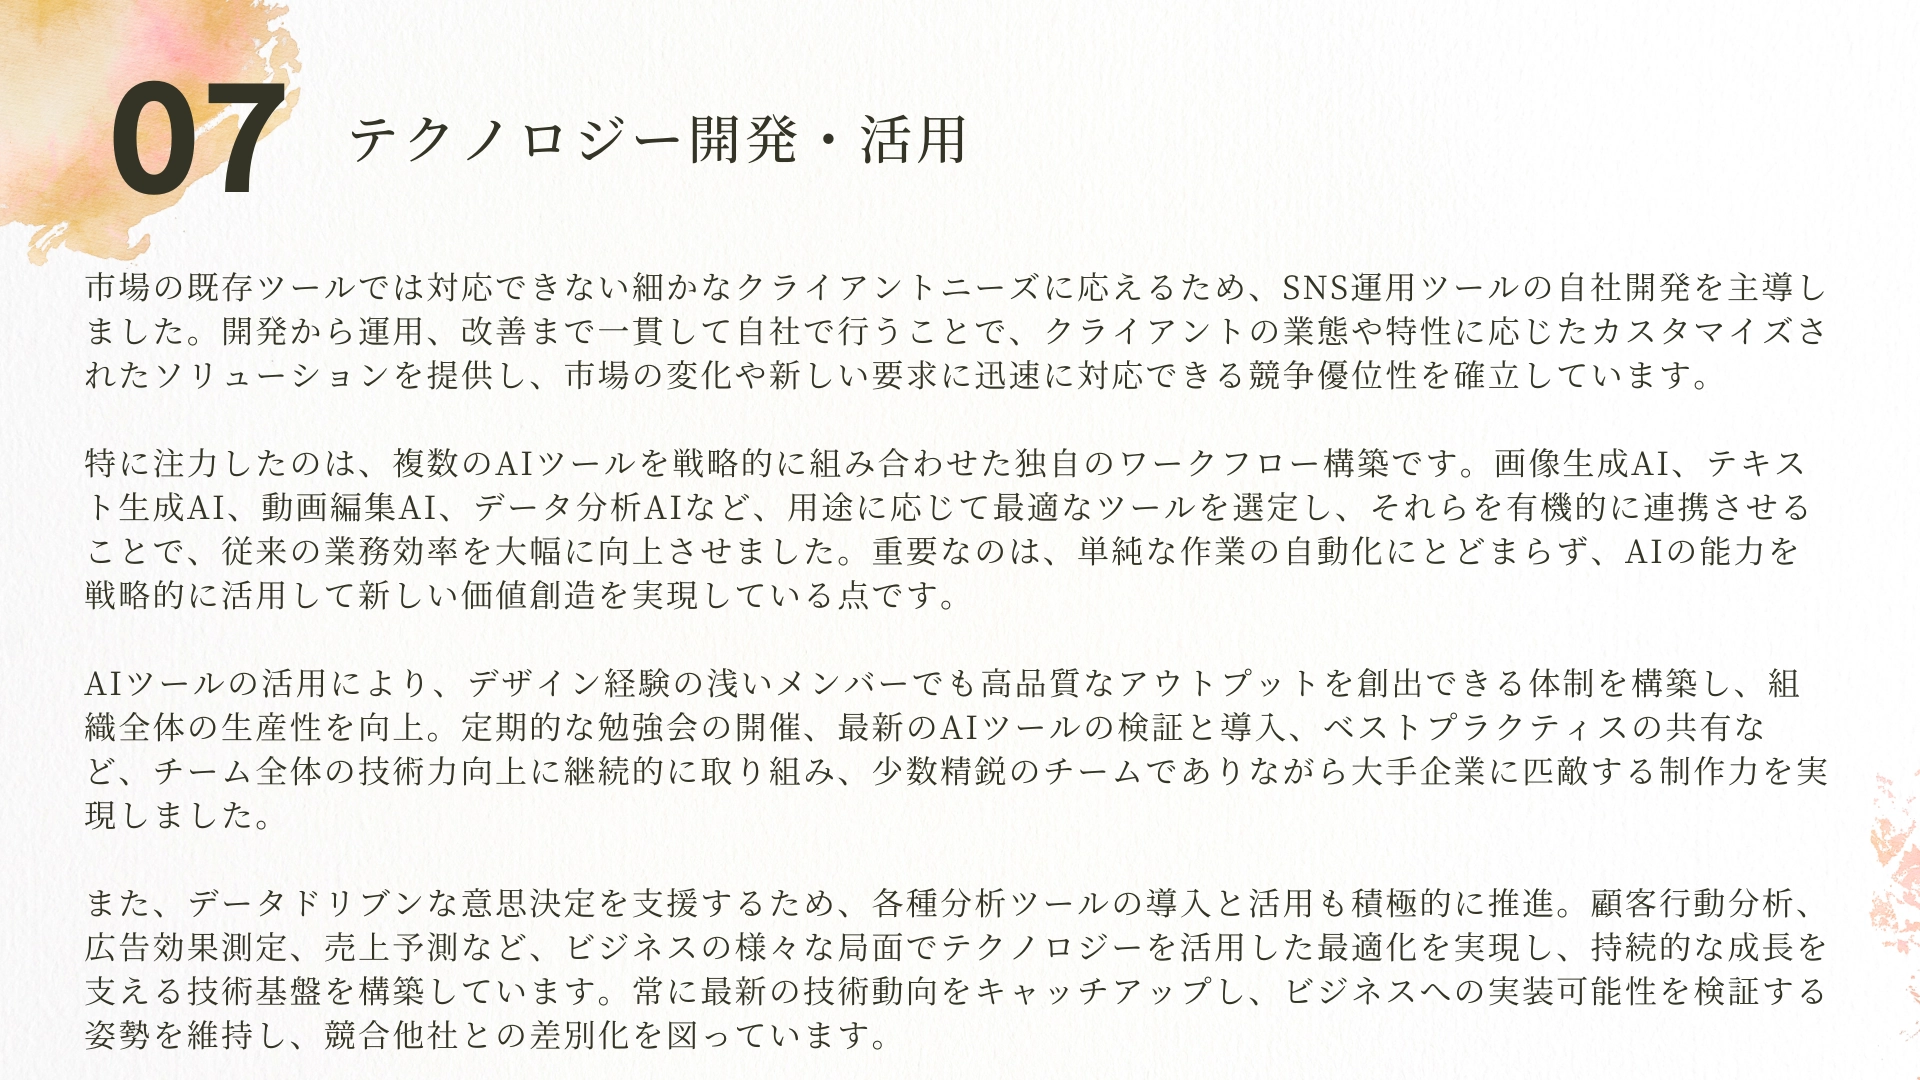 07
テクノロジー開発・活用
市場の既存ツールでは対応できない細かなクライアントニーズに応えるため、SNS運用ツールの自社開発を主導し
ました。開発から運用、改善まで一貫して自社で行うことで、クライアントの業態や特性に応じたカスタマイズさ
れたソリューションを提供し、市場の変化や新しい要求に迅速に対応できる競争優位性を確立しています。
特に注力したのは、複数のAIツールを戦略的に組み合わせた独自のワークフロー構築です。画像生成AI、テキス
ト生成AI、動画編集AI、データ分析AIなど、用途に応じて最適なツールを選定し、それらを有機的に連携させる
ことで、従来の業務効率を大幅に向上させました。重要なのは、単純な作業の自動化にとどまらず、AIの能力を
戦略的に活用して新しい価値創造を実現している点です。
AIツールの活用により、デザイン経験の浅いメンバーでも高品質なアウトプットを創出できる体制を構築し、組
織全体の生産性を向上。定期的な勉強会の開催、最新のAIツールの検証と導入、ベストプラクティスの共有な
ど、チーム全体の技術力向上に継続的に取り組み、少数精鋭のチームでありながら大手企業に匹敵する制作力を実
現しました。
また、データドリブンな意思決定を支援するため、各種分析ツールの導入と活用も積極的に推進。顧客行動分析、
広告効果測定、売上予測など、ビジネスの様々な局面でテクノロジーを活用した最適化を実現し、持続的な成長を
支える技術基盤を構築しています。常に最新の技術動向をキャッチアップし、ビジネスへの実装可能性を検証する
姿勢を維持し、競合他社との差別化を図っています。